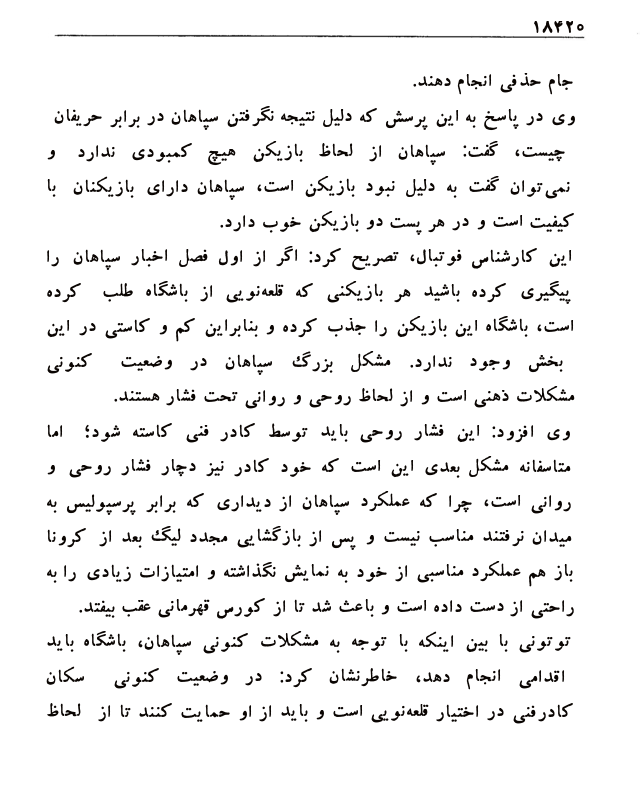 ۱۸۴۲۰
جام حذفی انجام دهند.
وی در پاسخ به این پرسش که دلیل نتیجه نگرفتن سپاهان در برابر حریفان
چیست، گفت: سپاهان از لحاظ بازیکن هیچ کمبودی ندارد و
نمی‌توان گفت به دلیل نبود بازیکن است، سپاهان دارای بازیکنان با
کیفیت است و در هر پست دو بازیکن خوب دارد.
این کارشناس فوتبال، تصریح کرد: اگر از اول فصل اخبار سپاهان را
پیگیری کرده باشید هر بازیکنی که قلعه‌نویی از باشگاه طلب کرده
است، باشگاه این بازیکن را جذب کرده و بنابراین کم و کاستی در این
بخش وجود ندارد. مشکل بزرگ سپاهان در وضعیت کنونی
مشکلات ذهنی است و از لحاظ روحی و روانی تحت فشار هستند.
وی افزود: این فشار روحی باید توسط کادر فنی کاسته شود؛ اما
متاسفانه مشکل بعدی این است که خود کادر نیز دچار فشار روحی و
روانی است، چرا که عملکرد سپاهان از دیداری که برابر پرسپولیس به
میدان نرفتند مناسب نیست و پس از بازگشایی مجدد لیگ بعد از کرونا
باز هم عملکرد مناسبی از خود به نمایش نگذاشته و امتیازات زیادی را به
راحتی از دست داده است و باعث شد تا از کورس قهرمانی عقب بیفتد.
توتونی با بین اینکه با توجه به مشکلات کنونی سپاهان، باشگاه باید
اقدامی انجام دهد، خاطرنشان کرد: در وضعیت کنونی سکان
کادرفنی در اختیار قلعه‌نویی است و باید از او حمایت کنند تا از لحاظ